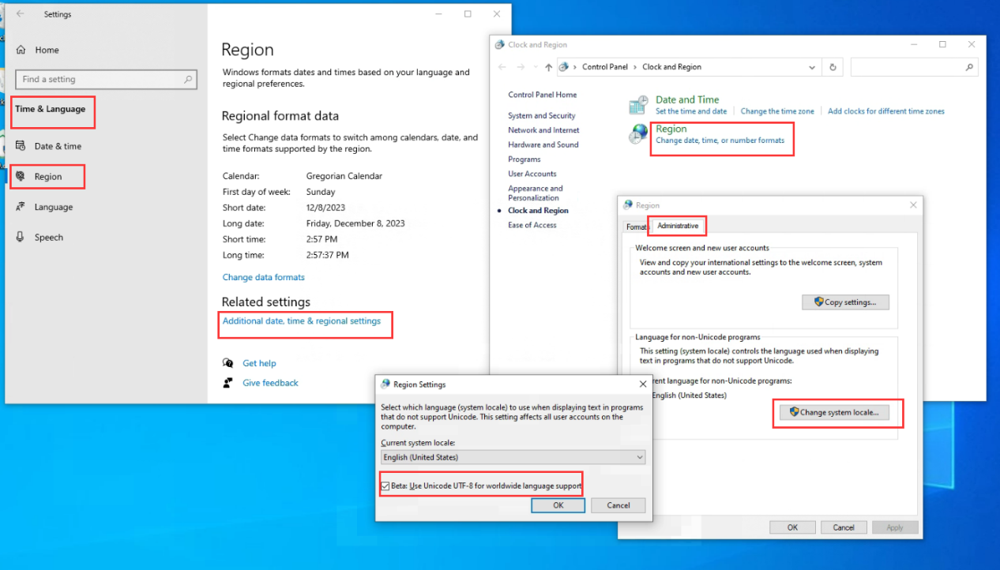 Settings
Home
Find a setting
Time & Language
Date & time
Region
Language
Speech
Region
Windows formats dates and times based on your language and
regional preferences.
Regional format data
Select Change data formats to switch among calendars, date, and
time formats supported by the region.
Calendar: Gregorian Calendar
First day of week: Sunday
Short date: 12/8/2023
Long date: Friday, December 8, 2023
Short time: 2:57 PM
Long time: 2:57:37 PM
Change data formats
Related settings
Additional date, time & regional settings
Get help
Give feedback
Clock and Region
Control Panel › Clock and Region
Control Panel Home
System and Security
Network and Internet
Hardware and Sound
Programs
User Accounts
Appearance and
Personalization
Clock and Region
Ease of Access
Date and Time
Set the time and date Change the time zone Add clocks for different time zones
Region
Change date, time, or number formats
Region
Formats Administrative
Welcome screen and new user accounts
View and copy your international settings to the welcome screen, system
accounts and new user accounts.
Copy settings...
Language for non-Unicode programs
This setting (system locale) controls the language used when displaying
text in programs that do not support Unicode.
rent language for non-Unicode programs:
English (United States)
Change system locale...
OK Cancel Apply
Region Settings
Select which language (system locale) to use when displaying text in programs
that do not support Unicode. This setting affects all user accounts on the
computer.
Current system locale:
English (United States)
Beta: Use Unicode UTF-8 for worldwide language support
OK Cancel